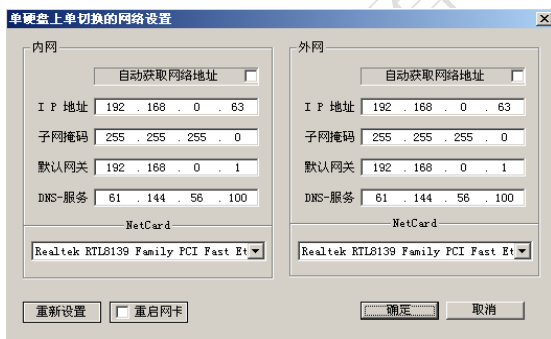 单硬盘上单切换的网络设置
内网
自动获取网络地址
I P 地址 192 . 168 . 0 . 63
子网掩码 255 . 255 . 255 . 0
默认网关 192 . 168 . 0 . 1
DNS-服务 61 . 144 . 56 . 100
NetCard
Realtek RTL8139 Family PCI Fast Et
外网
自动获取网络地址
I P 地址 192 . 168 . 0 . 63
子网掩码 255 . 255 . 255 . 0
默认网关 192 . 168 . 0 . 1
DNS-服务 61 . 144 . 56 . 100
NetCard
Realtek RTL8139 Family PCI Fast Et
重新设置 重启网卡 确定 取消